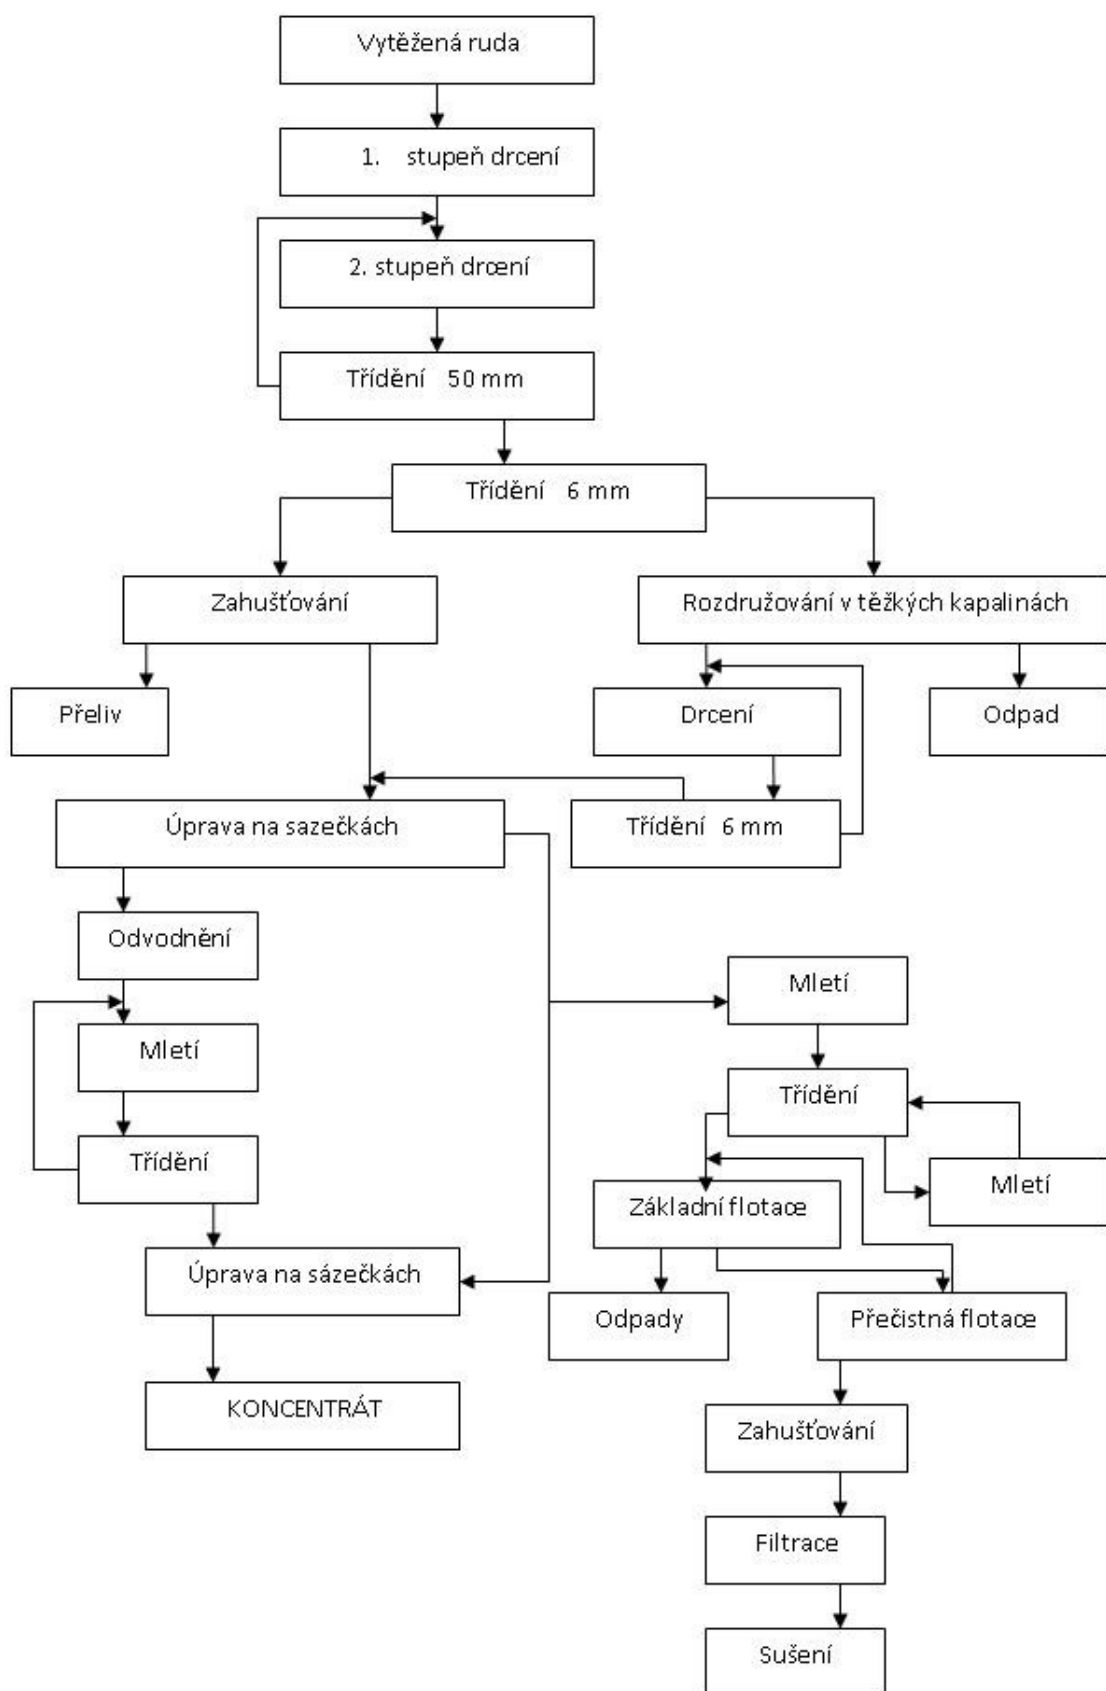 Vytěžená ruda
1. stupeň drcení
2. stupeň drcení
Třídění 50 mm
Třídění 6 mm
Zahušťování
Rozdružování v těžkých kapalinách
Přeliv
Drcení
Odpad
Úprava na sazečkách
Třídění 6 mm
Odvodnění
Mletí
Mletí
Třídění
Třídění
Mletí
Základní flotace
Úprava na sázečkách
Odpady
Přečistná flotace
KONCENTRÁT
Zahušťování
Filtrace
Sušení